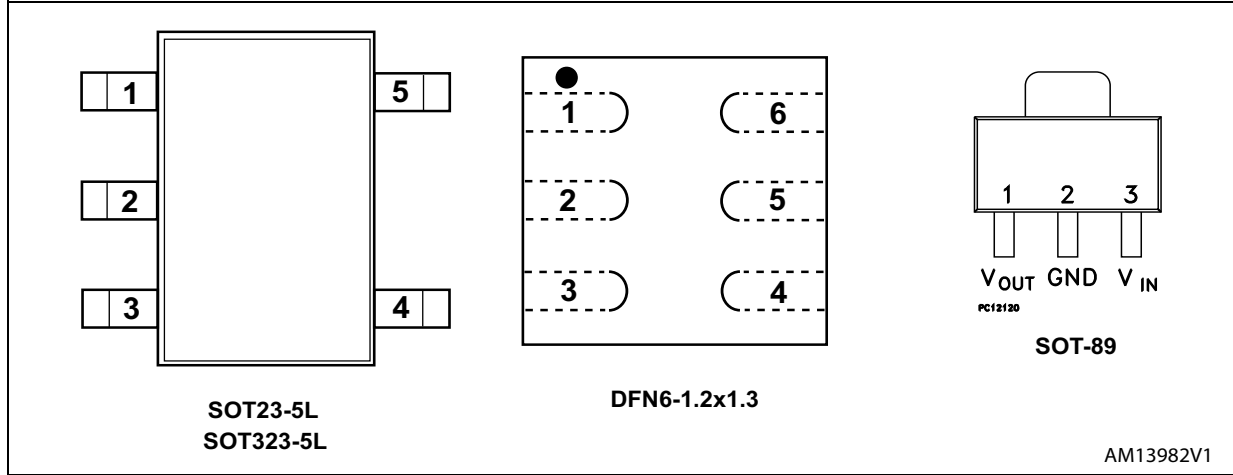 1
5
2
3
4
SOT23-5L
SOT323-5L
1
6
2
5
3
4
DFN6-1.2x1.3
1 2 3
VOUT GND VIN
PC12120
SOT-89
AM13982V1